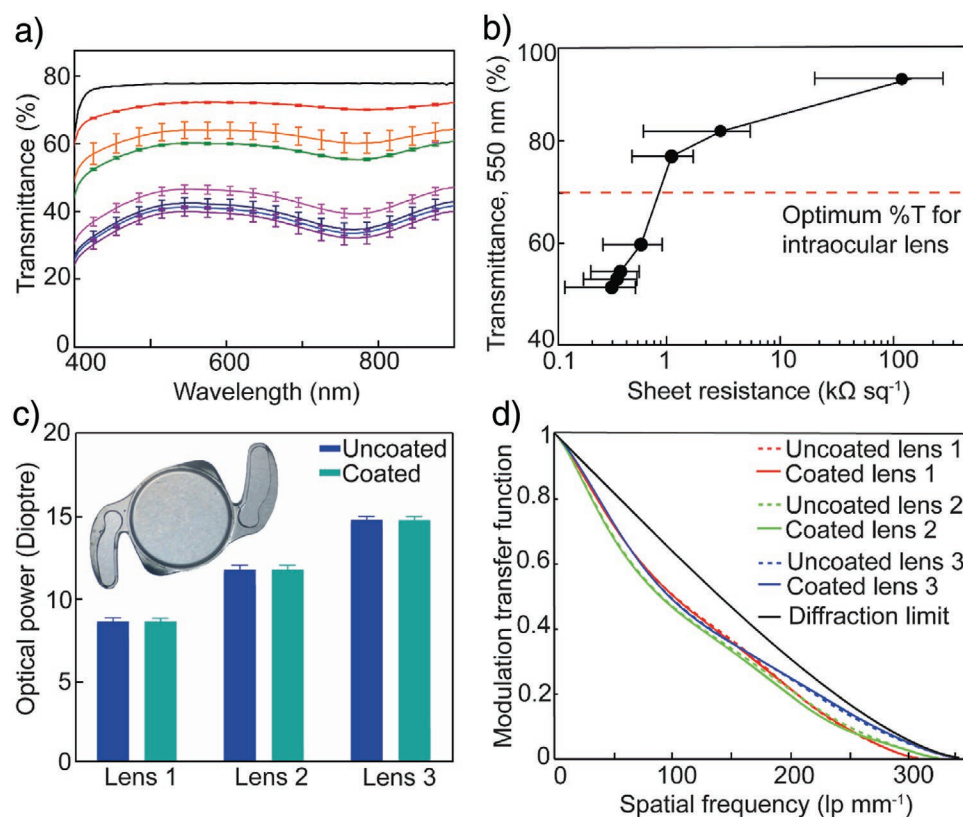 a)
Transmittance (%)
80
60
40
20
0
400
600
800
Wavelength (nm)
b)
Transmittance, 550 nm (%)
100
80
60
40
0.1
1
10
100
Optimum %T for
intraocular lens
Sheet resistance (kΩ sq⁻¹)
c)
Optical power (Dioptre)
20
15
10
5
0
Uncoated
Coated
Lens 1
Lens 2
Lens 3
d)
Modulation transfer function
1
0.8
0.6
0.4
0.2
0
0
100
200
300
Uncoated lens 1
Coated lens 1
Uncoated lens 2
Coated lens 2
Uncoated lens 3
Coated lens 3
Diffraction limit
Spatial frequency (lp mm⁻¹)